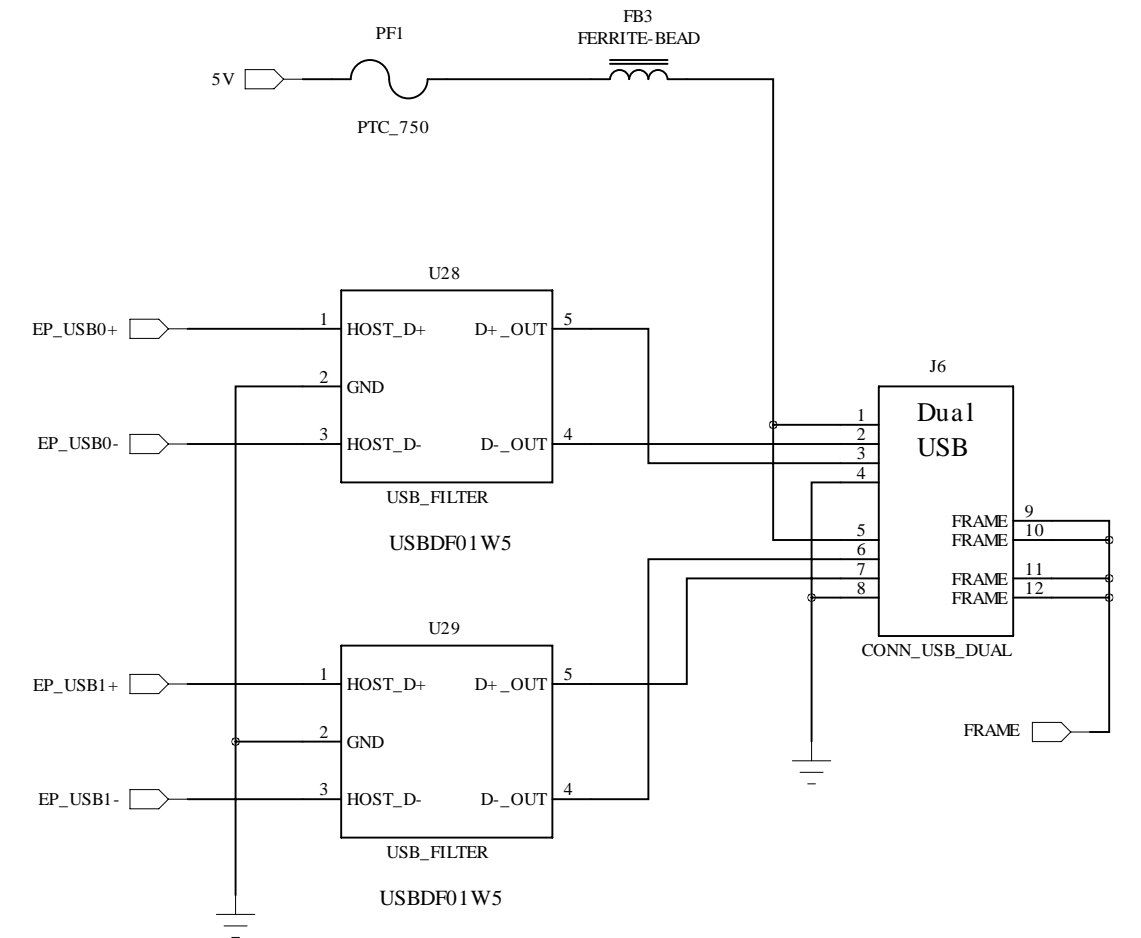 FB3
FERRITE-BEAD
PF1
5V
PTC_750
U28
EP_USB0+
1
HOST_D+
D+_OUT
5
2
GND
EP_USB0-
3
HOST_D-
D-_OUT
4
USB_FILTER
USBDF01W5
J6
Dual
USB
1
2
3
4
5
6
7
8
FRAME
9
FRAME
10
FRAME
11
FRAME
12
CONN_USB_DUAL
U29
EP_USB1+
1
HOST_D+
D+_OUT
5
2
GND
EP_USB1-
3
HOST_D-
D-_OUT
4
USB_FILTER
USBDF01W5
FRAME